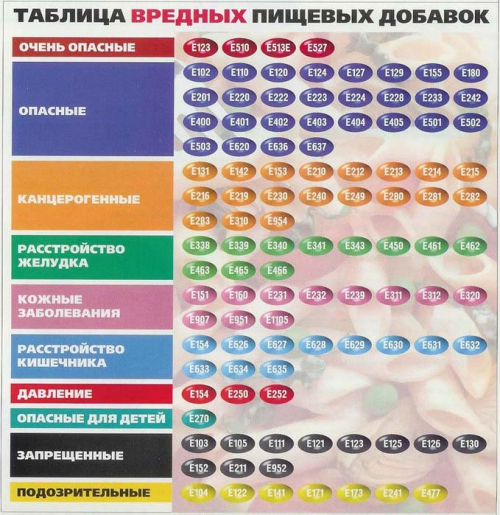 ТАБЛИЦА ВРЕДНЫХ ПИЩЕВЫХ ДОБАВОК
ОЧЕНЬ ОПАСНЫЕ E123 E510 E513E E527
ОПАСНЫЕ
E102 E110 E120 E124 E127 E129 E155 E180
E201 E220 E222 E223 E224 E228 E233 E242
E400 E401 E402 E403 E404 E405 E501 E502
E503 E620 E636 E637
КАНЦЕРОГЕННЫЕ
E131 E142 E153 E210 E212 E213 E214 E215
E216 E219 E230 E240 E249 E280 E281 E282
E283 E310 E954
РАССТРОЙСТВО
ЖЕЛУДКА
E338 E339 E340 E341 E343 E450 E461 E462
E463 E465 E466
КОЖНЫЕ
ЗАБОЛЕВАНИЯ
E151 E160 E231 E232 E239 E311 E312 E320
E907 E951 E1105
РАССТРОЙСТВО
КИШЕЧНИКА
E154 E626 E627 E628 E629 E630 E631 E632
E633 E634 E635
ДАВЛЕНИЕ E154 E250 E252
ОПАСНЫЕ ДЛЯ ДЕТЕЙ E270
ЗАПРЕЩЕННЫЕ
E103 E105 E111 E121 E123 E125 E126 E130
E152 E211 E952
ПОДОЗРИТЕЛЬНЫЕ E104 E122 E141 E171 E173 E241 E477